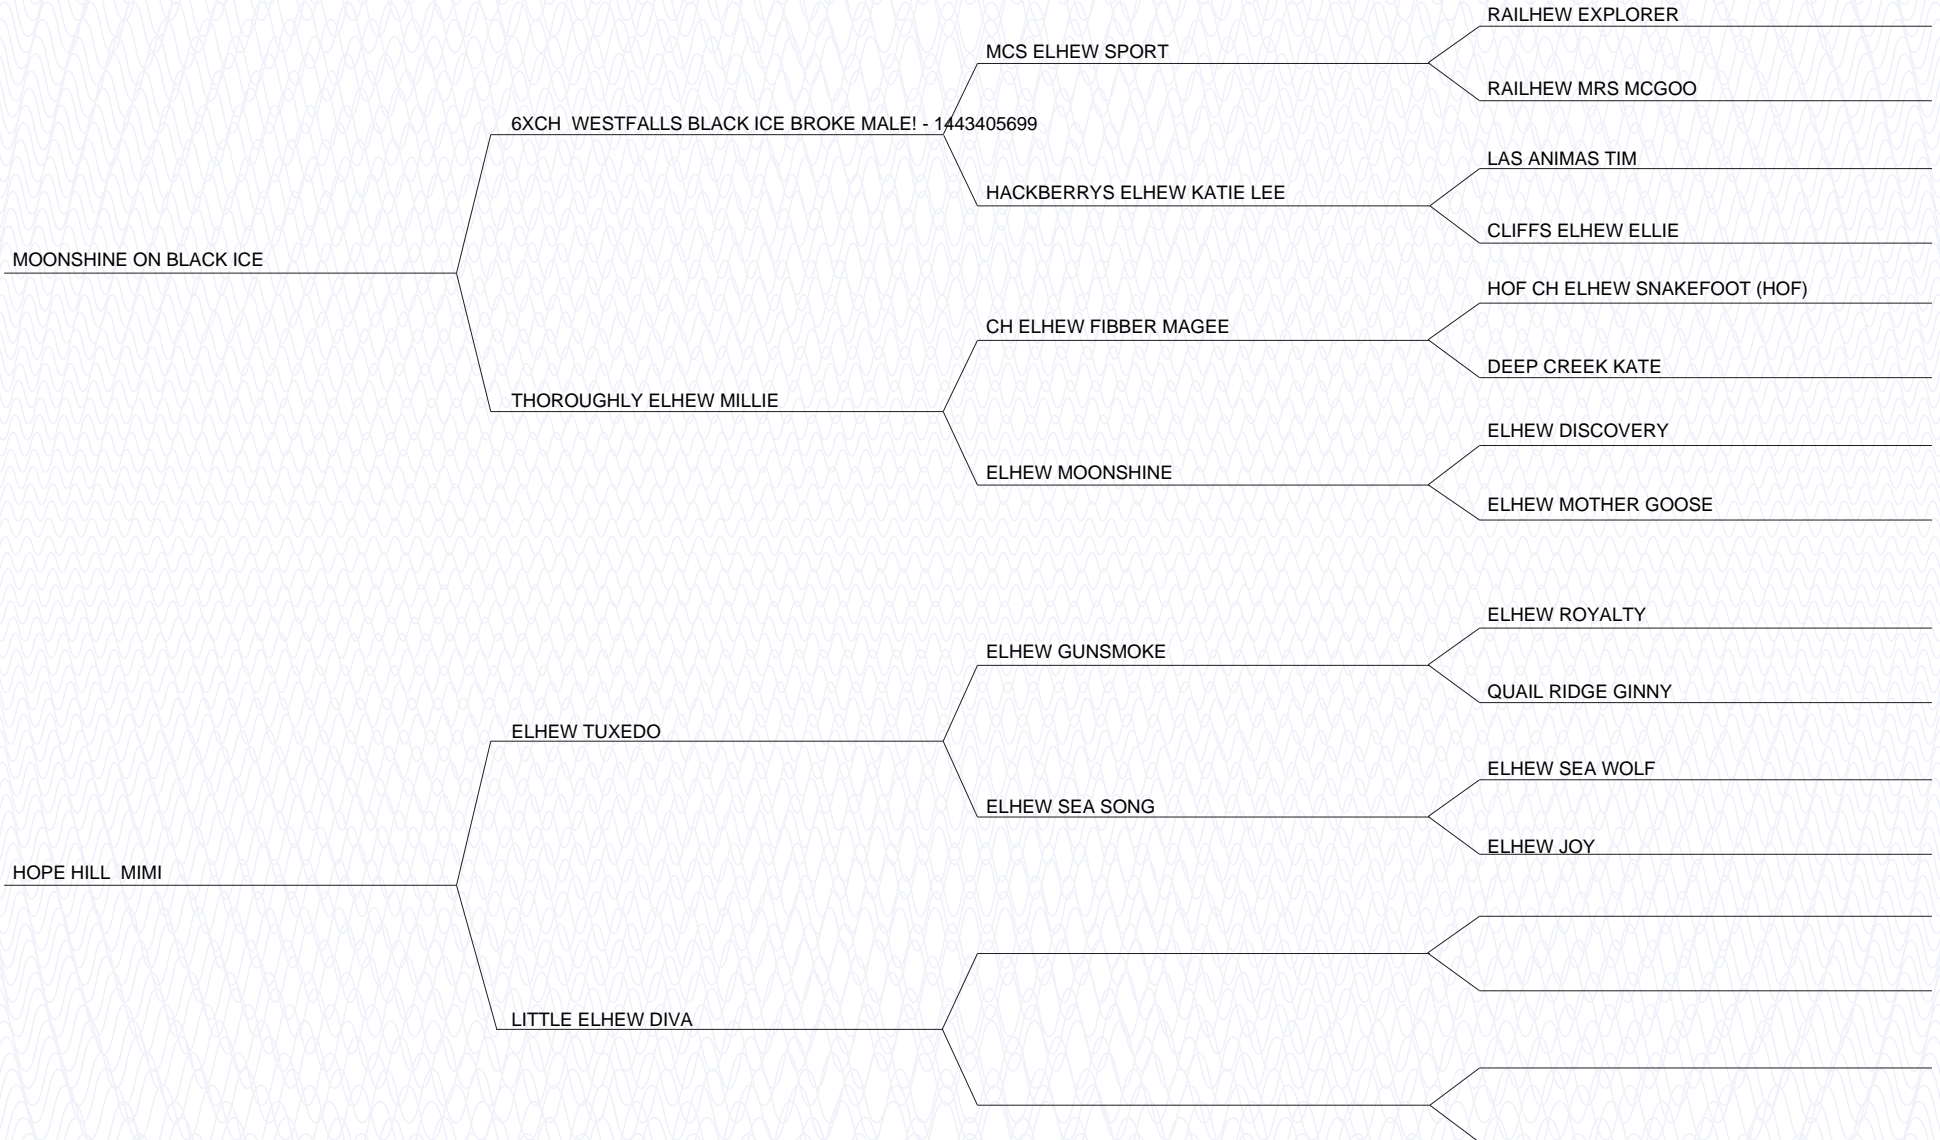 RAILHEW EXPLORER
MCS ELHEW SPORT
RAILHEW MRS MCGOO
6XCH  WESTFALLS BLACK ICE BROKE MALE! - 1443405699
LAS ANIMAS TIM
HACKBERRYS ELHEW KATIE LEE
CLIFFS ELHEW ELLIE
MOONSHINE ON BLACK ICE
HOF CH ELHEW SNAKEFOOT (HOF)
CH ELHEW FIBBER MAGEE
DEEP CREEK KATE
THOROUGHLY ELHEW MILLIE
ELHEW DISCOVERY
ELHEW MOONSHINE
ELHEW MOTHER GOOSE
ELHEW ROYALTY
ELHEW GUNSMOKE
QUAIL RIDGE GINNY
ELHEW TUXEDO
ELHEW SEA WOLF
ELHEW SEA SONG
ELHEW JOY
HOPE HILL  MIMI
LITTLE ELHEW DIVA